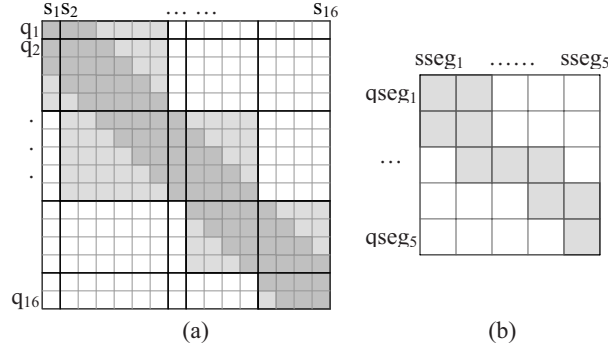 s₁s₂ ... ... s₁₆
q₁
q₂
.
.
.
q₁₆
(a)
sseg₁ ...... sseg₅
qseg₁
...
qseg₅
(b)